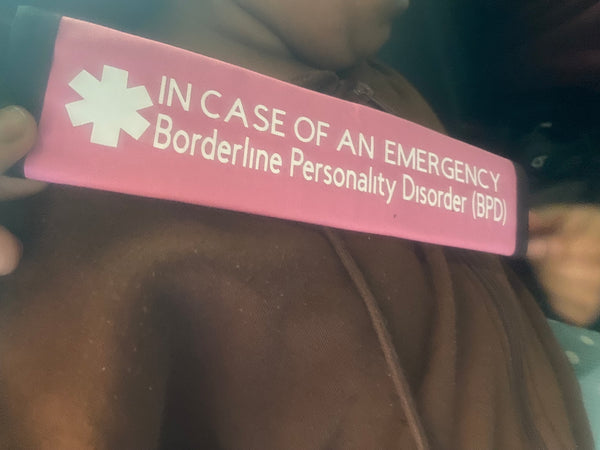 IN CASE OF AN EMERGENCY
Borderline Personality Disorder (BPD)